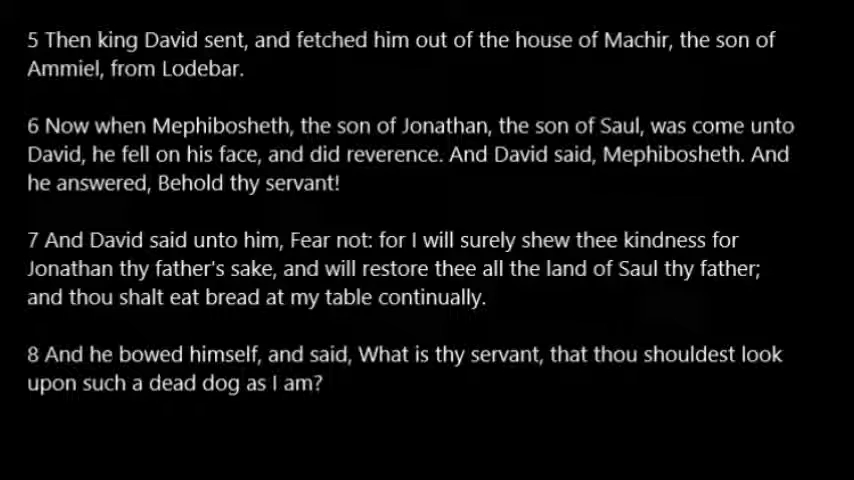 5 Then king David sent, and fetched him out of the house of Machir, the son of
Ammiel, from Lodebar.
6 Now when Mephibosheth, the son of Jonathan, the son of Saul, was come unto
David, he fell on his face, and did reverence. And David said, Mephibosheth. And
he answered, Behold thy servant!
7 And David said unto him, Fear not: for I will surely shew thee kindness for
Jonathan thy father's sake, and will restore thee all the land of Saul thy father;
and thou shalt eat bread at my table continually.
8 And he bowed himself, and said, What is thy servant, that thou shouldest look
upon such a dead dog as I am?